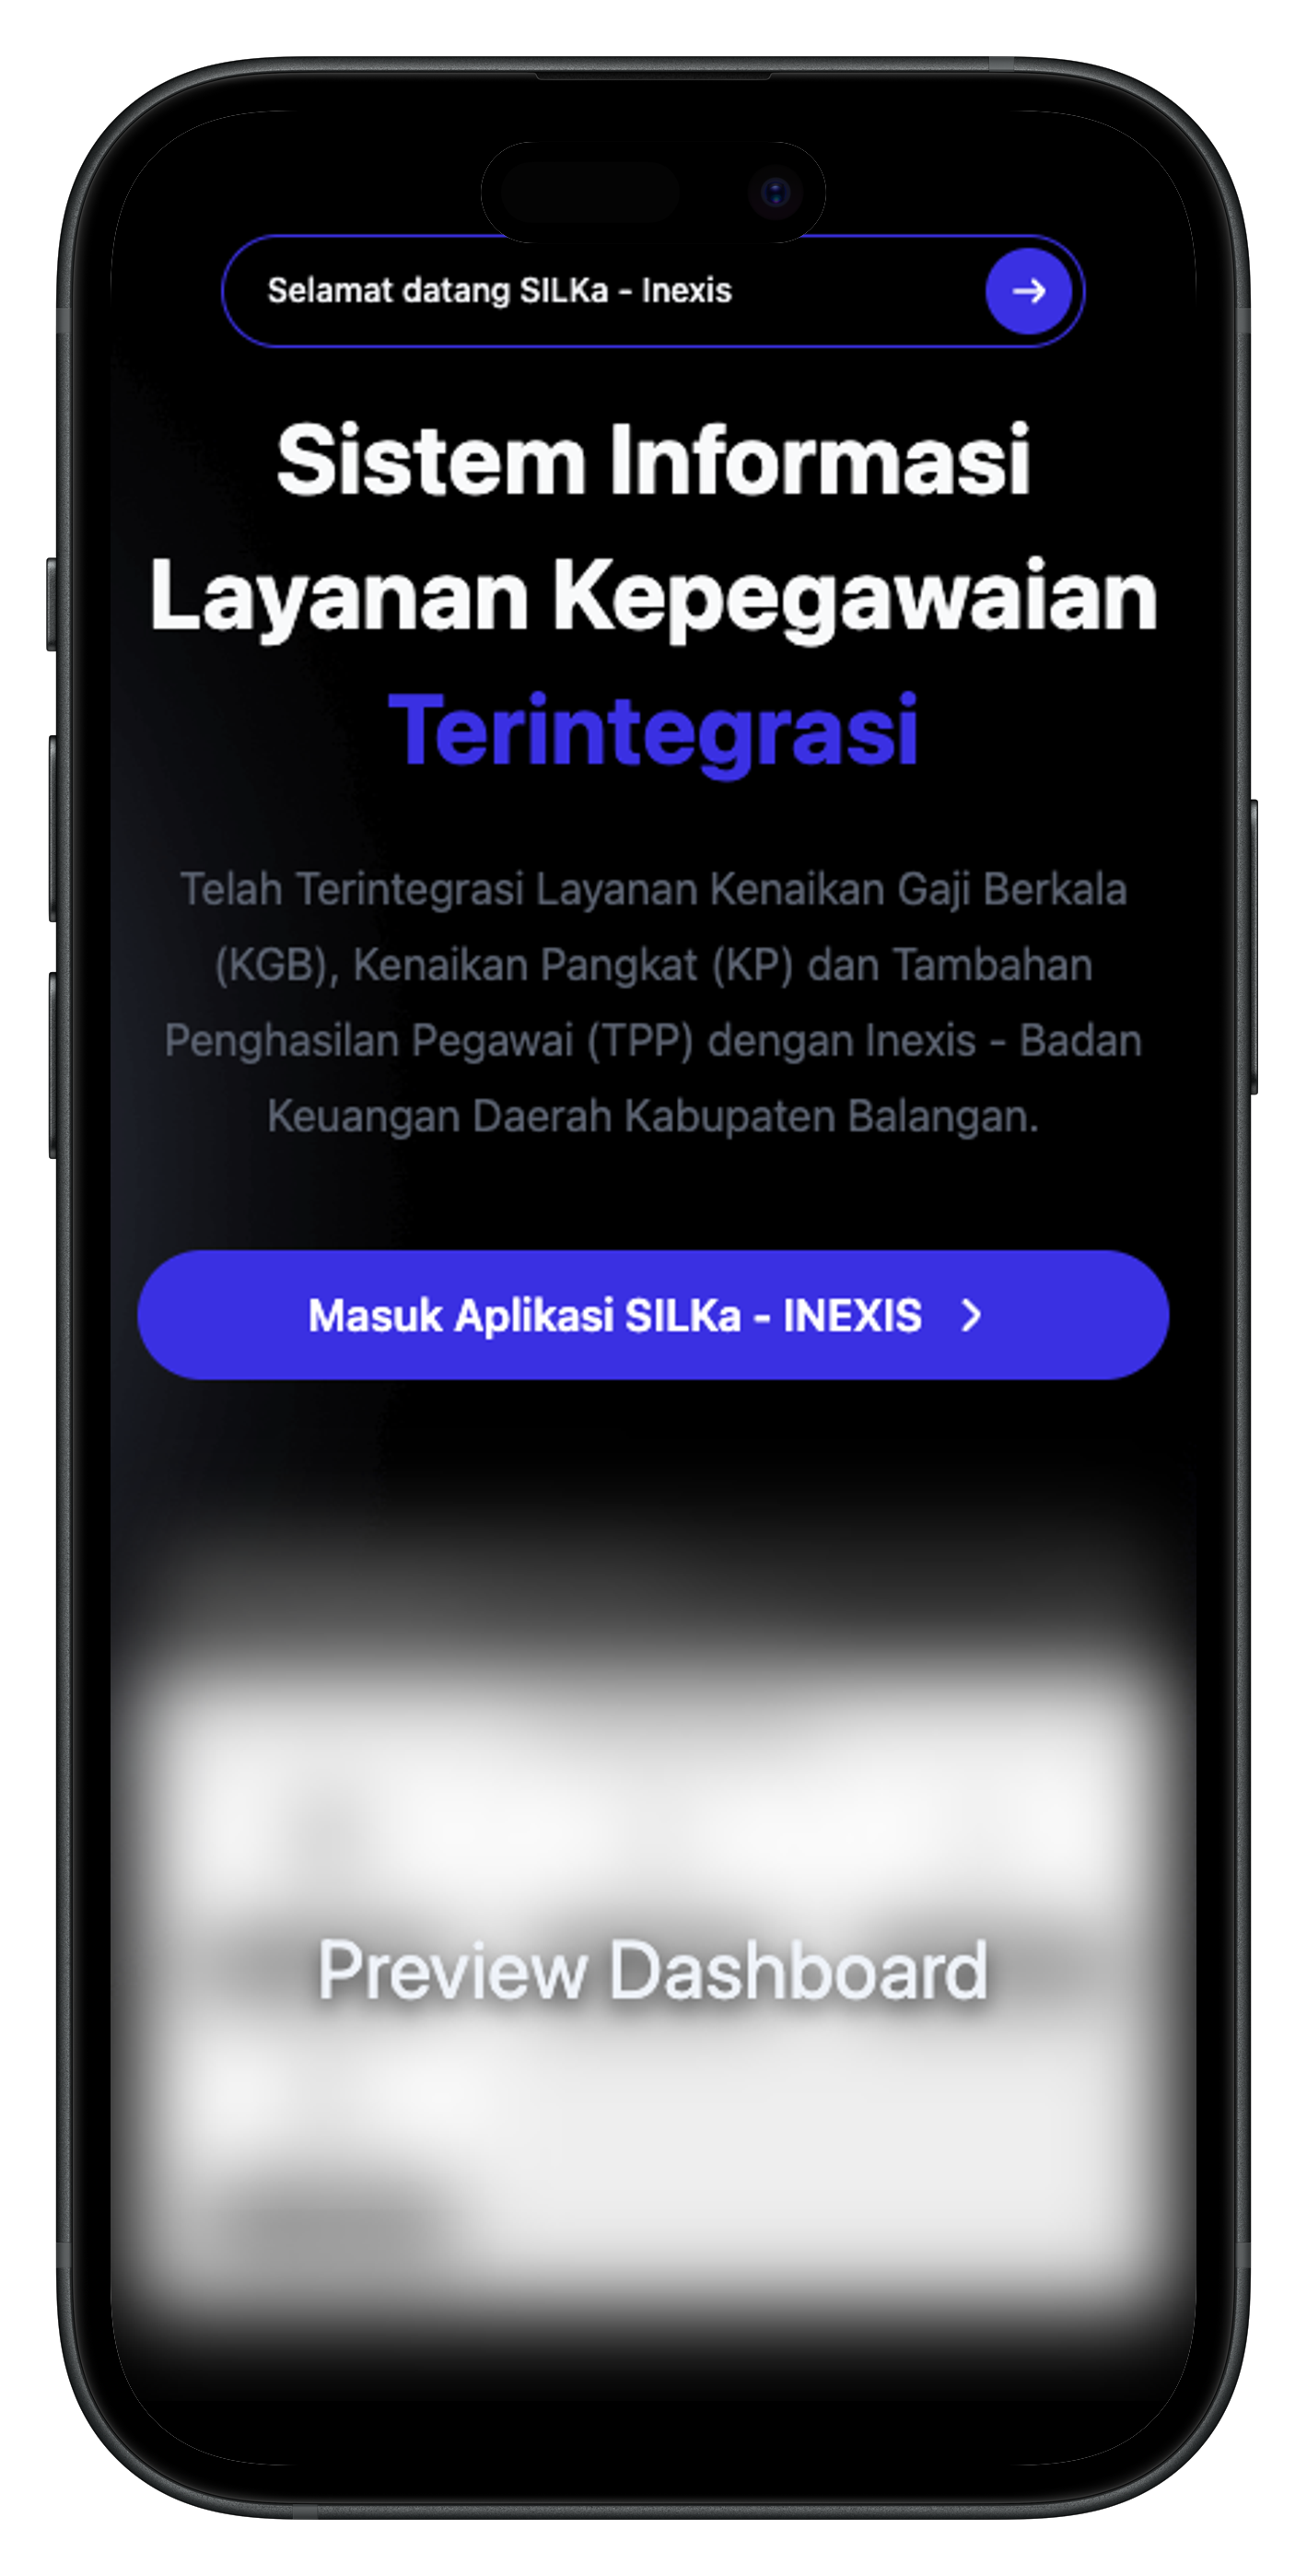 Selamat datang SILKa - Inexis
Sistem Informasi
Layanan Kepegawaian
Terintegrasi
Telah Terintegrasi Layanan Kenaikan Gaji Berkala
(KGB), Kenaikan Pangkat (KP) dan Tambahan
Penghasilan Pegawai (TPP) dengan Inexis - Badan
Keuangan Daerah Kabupaten Balangan.
Masuk Aplikasi SILKa - INEXIS
Preview Dashboard